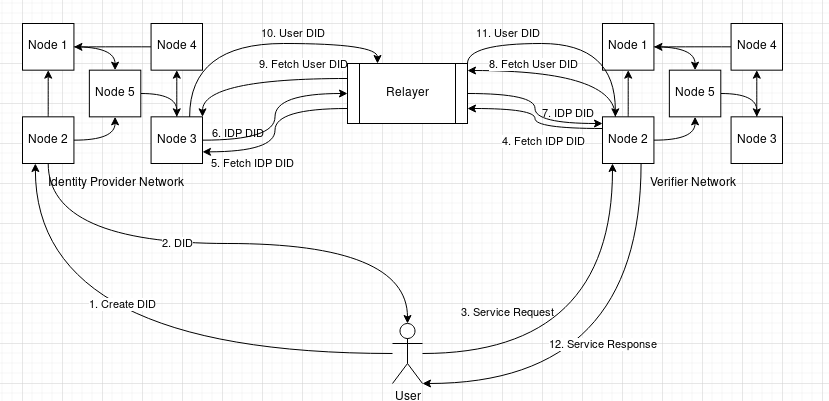 10. User DID
11. User DID
Node 1
Node 4
Node 1
Node 4
9. Fetch User DID
8. Fetch User DID
Node 5
Relayer
Node 5
7. IDP DID
6. IDP DID
Node 2
Node 3
Node 2
Node 3
4. Fetch IDP DID
5. Fetch IDP DID
Identity Provider Network
Verifier Network
2. DID
1. Create DID
3. Service Request
12. Service Response
User